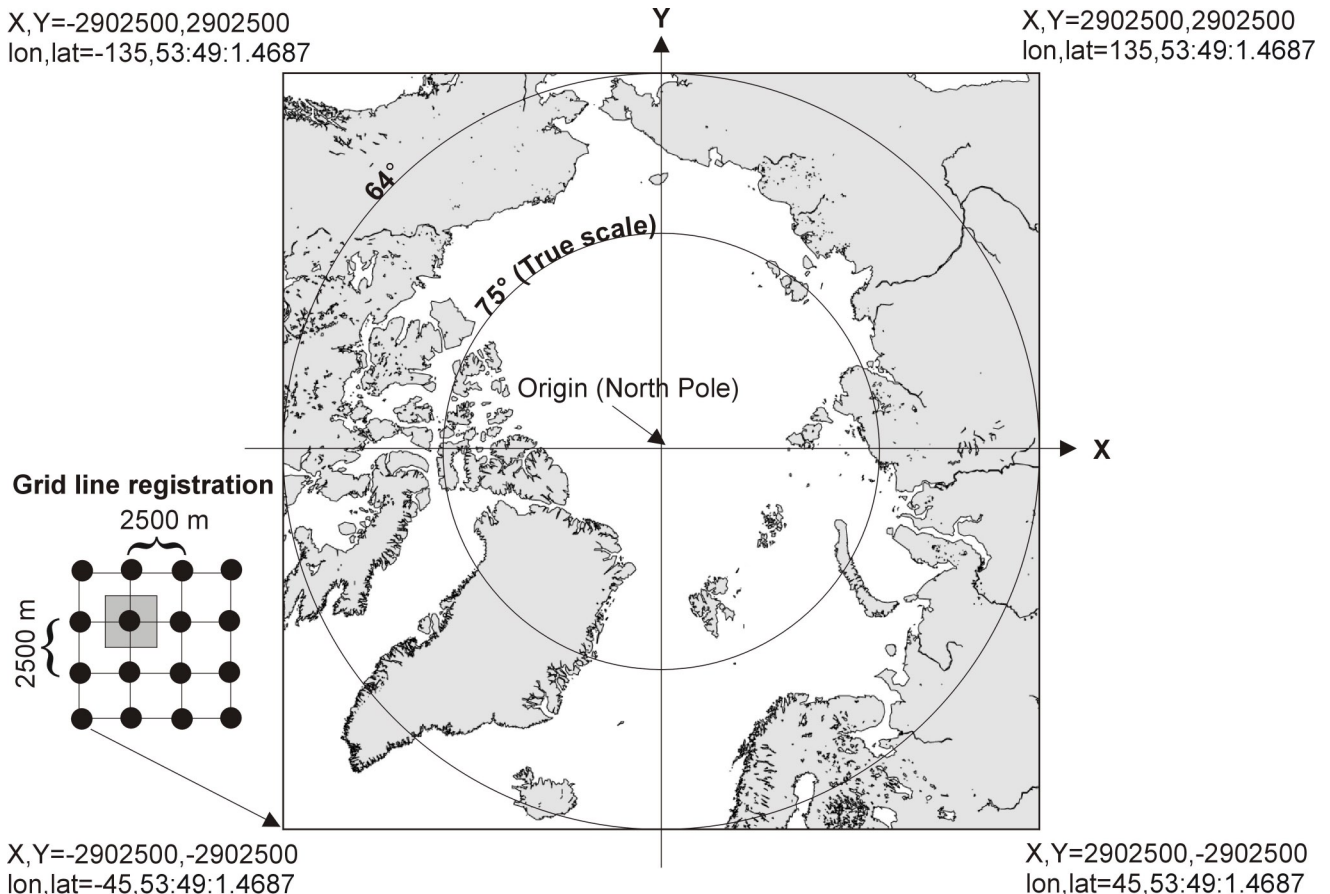 X,Y=-2902500,2902500
lon,lat=-135,53:49:1.4687
Y
X,Y=2902500,2902500
lon,lat=135,53:49:1.4687
64°
75° (True scale)
Origin (North Pole)
X
Grid line registration
2500 m
2500 m
X,Y=-2902500,-2902500
lon,lat=-45,53:49:1.4687
X,Y=2902500,-2902500
lon,lat=45,53:49:1.4687